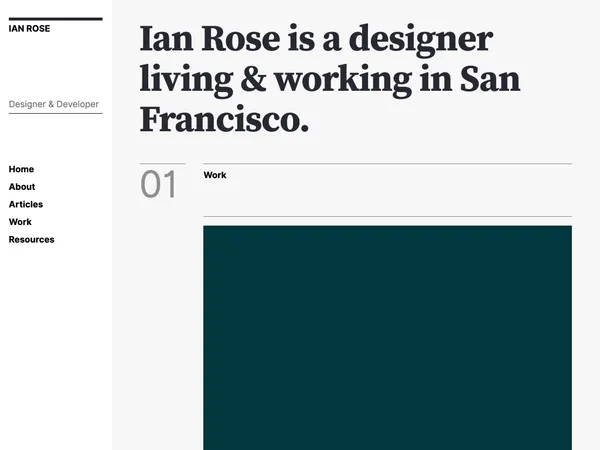 IAN ROSE
Designer & Developer
Home
About
Articles
Work
Resources
Ian Rose is a designer
living & working in San
Francisco.
01
Work